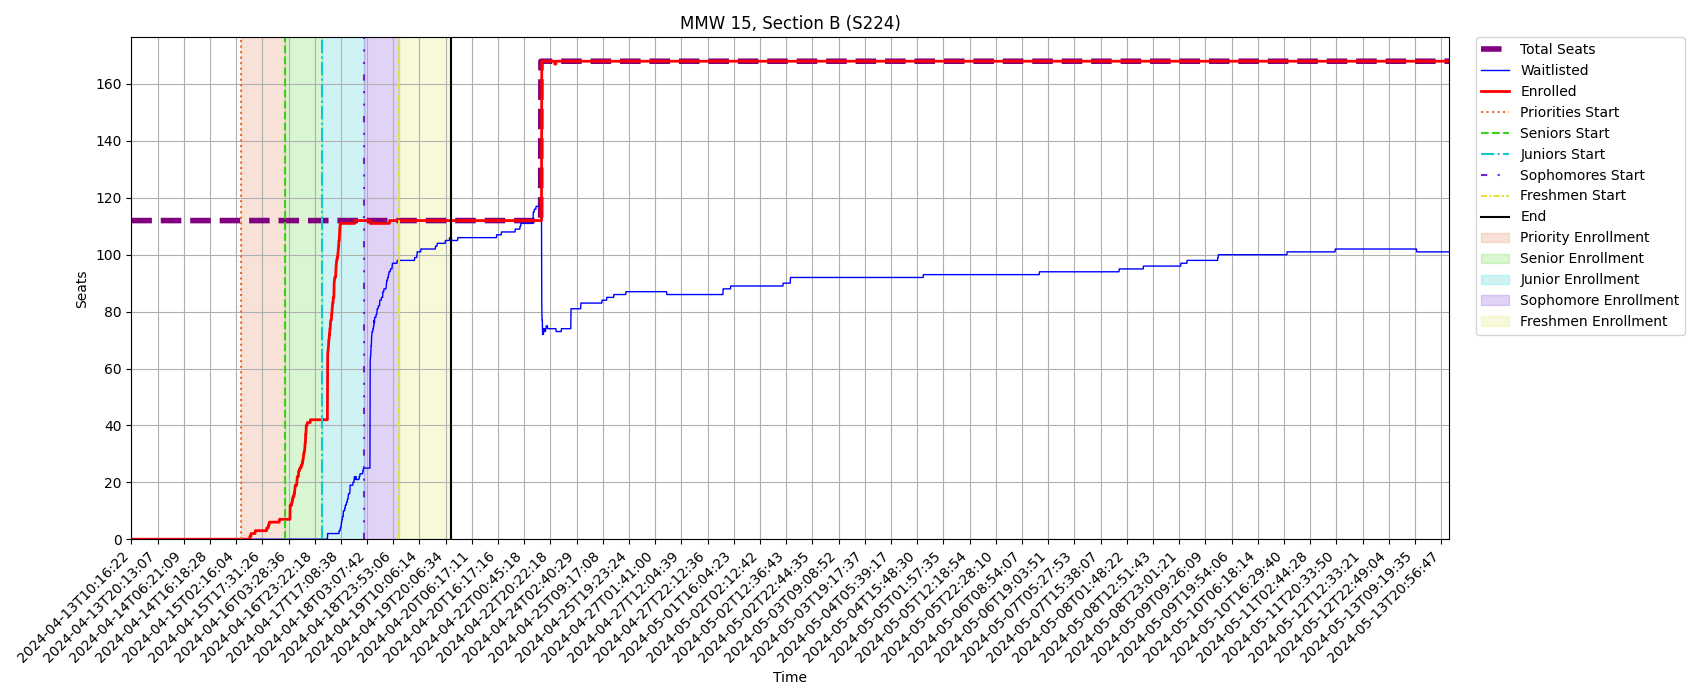 MMW 15, Section B (S224)
Total Seats
Waitlisted
Enrolled
Priorities Start
Seniors Start
Juniors Start
Sophomores Start
Freshmen Start
End
Priority Enrollment
Senior Enrollment
Junior Enrollment
Sophomore Enrollment
Freshmen Enrollment
Seats
160
140
120
100
80
60
40
20
0
2024-04-13T10:16:22
2024-04-13T20:13:07
2024-04-14T06:21:09
2024-04-14T16:18:28
2024-04-15T02:16:04
2024-04-15T17:31:26
2024-04-16T03:28:36
2024-04-16T23:22:18
2024-04-17T17:08:38
2024-04-18T03:07:42
2024-04-18T23:53:06
2024-04-19T10:06:14
2024-04-19T20:06:34
2024-04-20T06:17:11
2024-04-20T16:17:16
2024-04-22T00:45:18
2024-04-22T20:22:18
2024-04-24T02:40:29
2024-04-25T09:17:08
2024-04-25T19:23:24
2024-04-27T01:41:00
2024-04-27T12:04:39
2024-04-27T22:12:36
2024-05-01T16:04:23
2024-05-02T02:12:42
2024-05-02T12:36:43
2024-05-02T22:44:35
2024-05-03T09:08:52
2024-05-03T19:17:37
2024-05-04T05:39:17
2024-05-04T15:48:30
2024-05-05T01:57:35
2024-05-05T12:18:54
2024-05-05T22:28:10
2024-05-06T08:54:07
2024-05-06T19:03:51
2024-05-07T05:27:53
2024-05-07T15:38:07
2024-05-08T01:48:22
2024-05-08T12:51:43
2024-05-08T23:01:21
2024-05-09T09:26:09
2024-05-09T19:54:06
2024-05-10T06:18:14
2024-05-10T16:29:40
2024-05-11T02:44:28
2024-05-11T20:33:50
2024-05-12T12:33:21
2024-05-12T22:49:04
2024-05-13T09:19:35
2024-05-13T20:56:47
Time